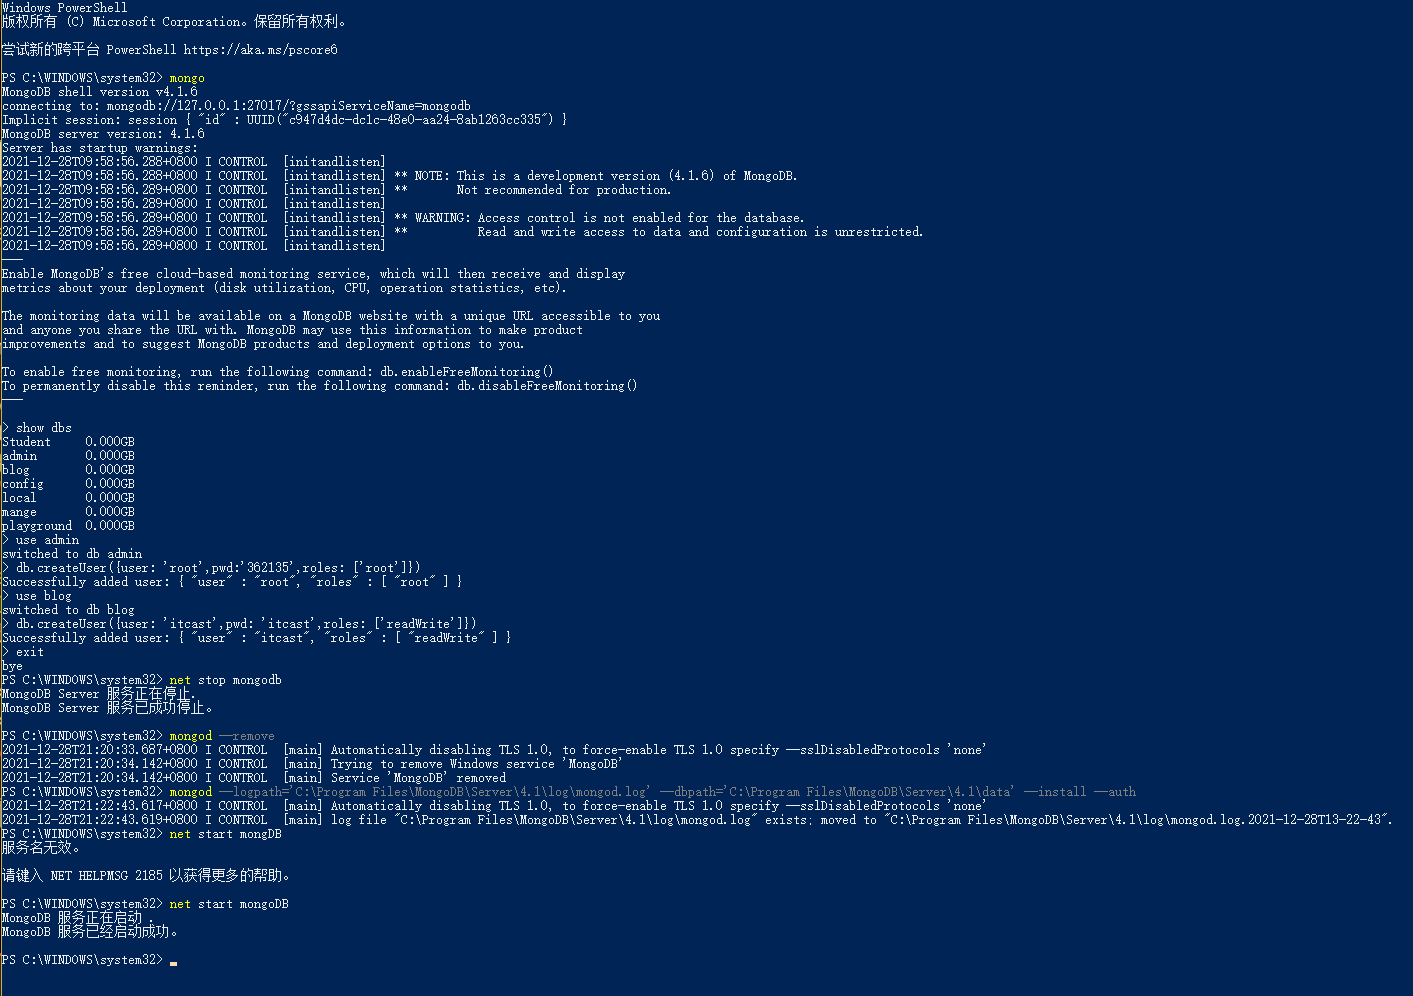 Windows PowerShell
版权所有 (C) Microsoft Corporation。保留所有权利。
尝试新的跨平台 PowerShell https://aka.ms/pscore6
PS C:\WINDOWS\system32> mongo
MongoDB shell version v4.1.6
connecting to: mongodb://127.0.0.1:27017/?gssapiServiceName=mongodb
Implicit session: session { "id" : UUID("c947d4dc-dc1c-48e0-aa24-8ab1263cc335") }
MongoDB server version: 4.1.6
Server has startup warnings:
2021-12-28T09:58:56.288+0800 I CONTROL  [initandlisten]
2021-12-28T09:58:56.288+0800 I CONTROL  [initandlisten] ** NOTE: This is a development version (4.1.6) of MongoDB.
2021-12-28T09:58:56.289+0800 I CONTROL  [initandlisten] **       Not recommended for production.
2021-12-28T09:58:56.289+0800 I CONTROL  [initandlisten]
2021-12-28T09:58:56.289+0800 I CONTROL  [initandlisten] ** WARNING: Access control is not enabled for the database.
2021-12-28T09:58:56.289+0800 I CONTROL  [initandlisten] **          Read and write access to data and configuration is unrestricted.
2021-12-28T09:58:56.289+0800 I CONTROL  [initandlisten]
---
Enable MongoDB's free cloud-based monitoring service, which will then receive and display
metrics about your deployment (disk utilization, CPU, operation statistics, etc).
The monitoring data will be available on a MongoDB website with a unique URL accessible to you
and anyone you share the URL with. MongoDB may use this information to make product
improvements and to suggest MongoDB products and deployment options to you.
To enable free monitoring, run the following command: db.enableFreeMonitoring()
To permanently disable this reminder, run the following command: db.disableFreeMonitoring()
---
> show dbs
Student     0.000GB
admin       0.000GB
blog        0.000GB
config      0.000GB
local       0.000GB
mange       0.000GB
playground  0.000GB
> use admin
switched to db admin
> db.createUser({user: 'root',pwd:'362135',roles: ['root']})
Successfully added user: { "user" : "root", "roles" : [ "root" ] }
> use blog
switched to db blog
> db.createUser({user: 'itcast',pwd: 'itcast',roles: ['readWrite']})
Successfully added user: { "user" : "itcast", "roles" : [ "readWrite" ] }
> exit
bye
PS C:\WINDOWS\system32> net stop mongodb
MongoDB Server 服务正在停止.
MongoDB Server 服务已成功停止。
PS C:\WINDOWS\system32> mongod --remove
2021-12-28T21:20:33.687+0800 I CONTROL  [main] Automatically disabling TLS 1.0, to force-enable TLS 1.0 specify --sslDisabledProtocols 'none'
2021-12-28T21:20:34.142+0800 I CONTROL  [main] Trying to remove Windows service 'MongoDB'
2021-12-28T21:20:34.142+0800 I CONTROL  [main] Service 'MongoDB' removed
PS C:\WINDOWS\system32> mongod --logpath='C:\Program Files\MongoDB\Server\4.1\log\mongod.log' --dbpath='C:\Program Files\MongoDB\Server\4.1\data' --install --auth
2021-12-28T21:22:43.617+0800 I CONTROL  [main] Automatically disabling TLS 1.0, to force-enable TLS 1.0 specify --sslDisabledProtocols 'none'
2021-12-28T21:22:43.619+0800 I CONTROL  [main] log file "C:\Program Files\MongoDB\Server\4.1\log\mongod.log" exists; moved to "C:\Program Files\MongoDB\Server\4.1\log\mongod.log.2021-12-28T13-22-43".
PS C:\WINDOWS\system32> net start mongDB
服务名无效。
请键入 NET HELPMSG 2185 以获得更多的帮助。
PS C:\WINDOWS\system32> net start mongoDB
MongoDB 服务正在启动 .
MongoDB 服务已经启动成功。
PS C:\WINDOWS\system32>